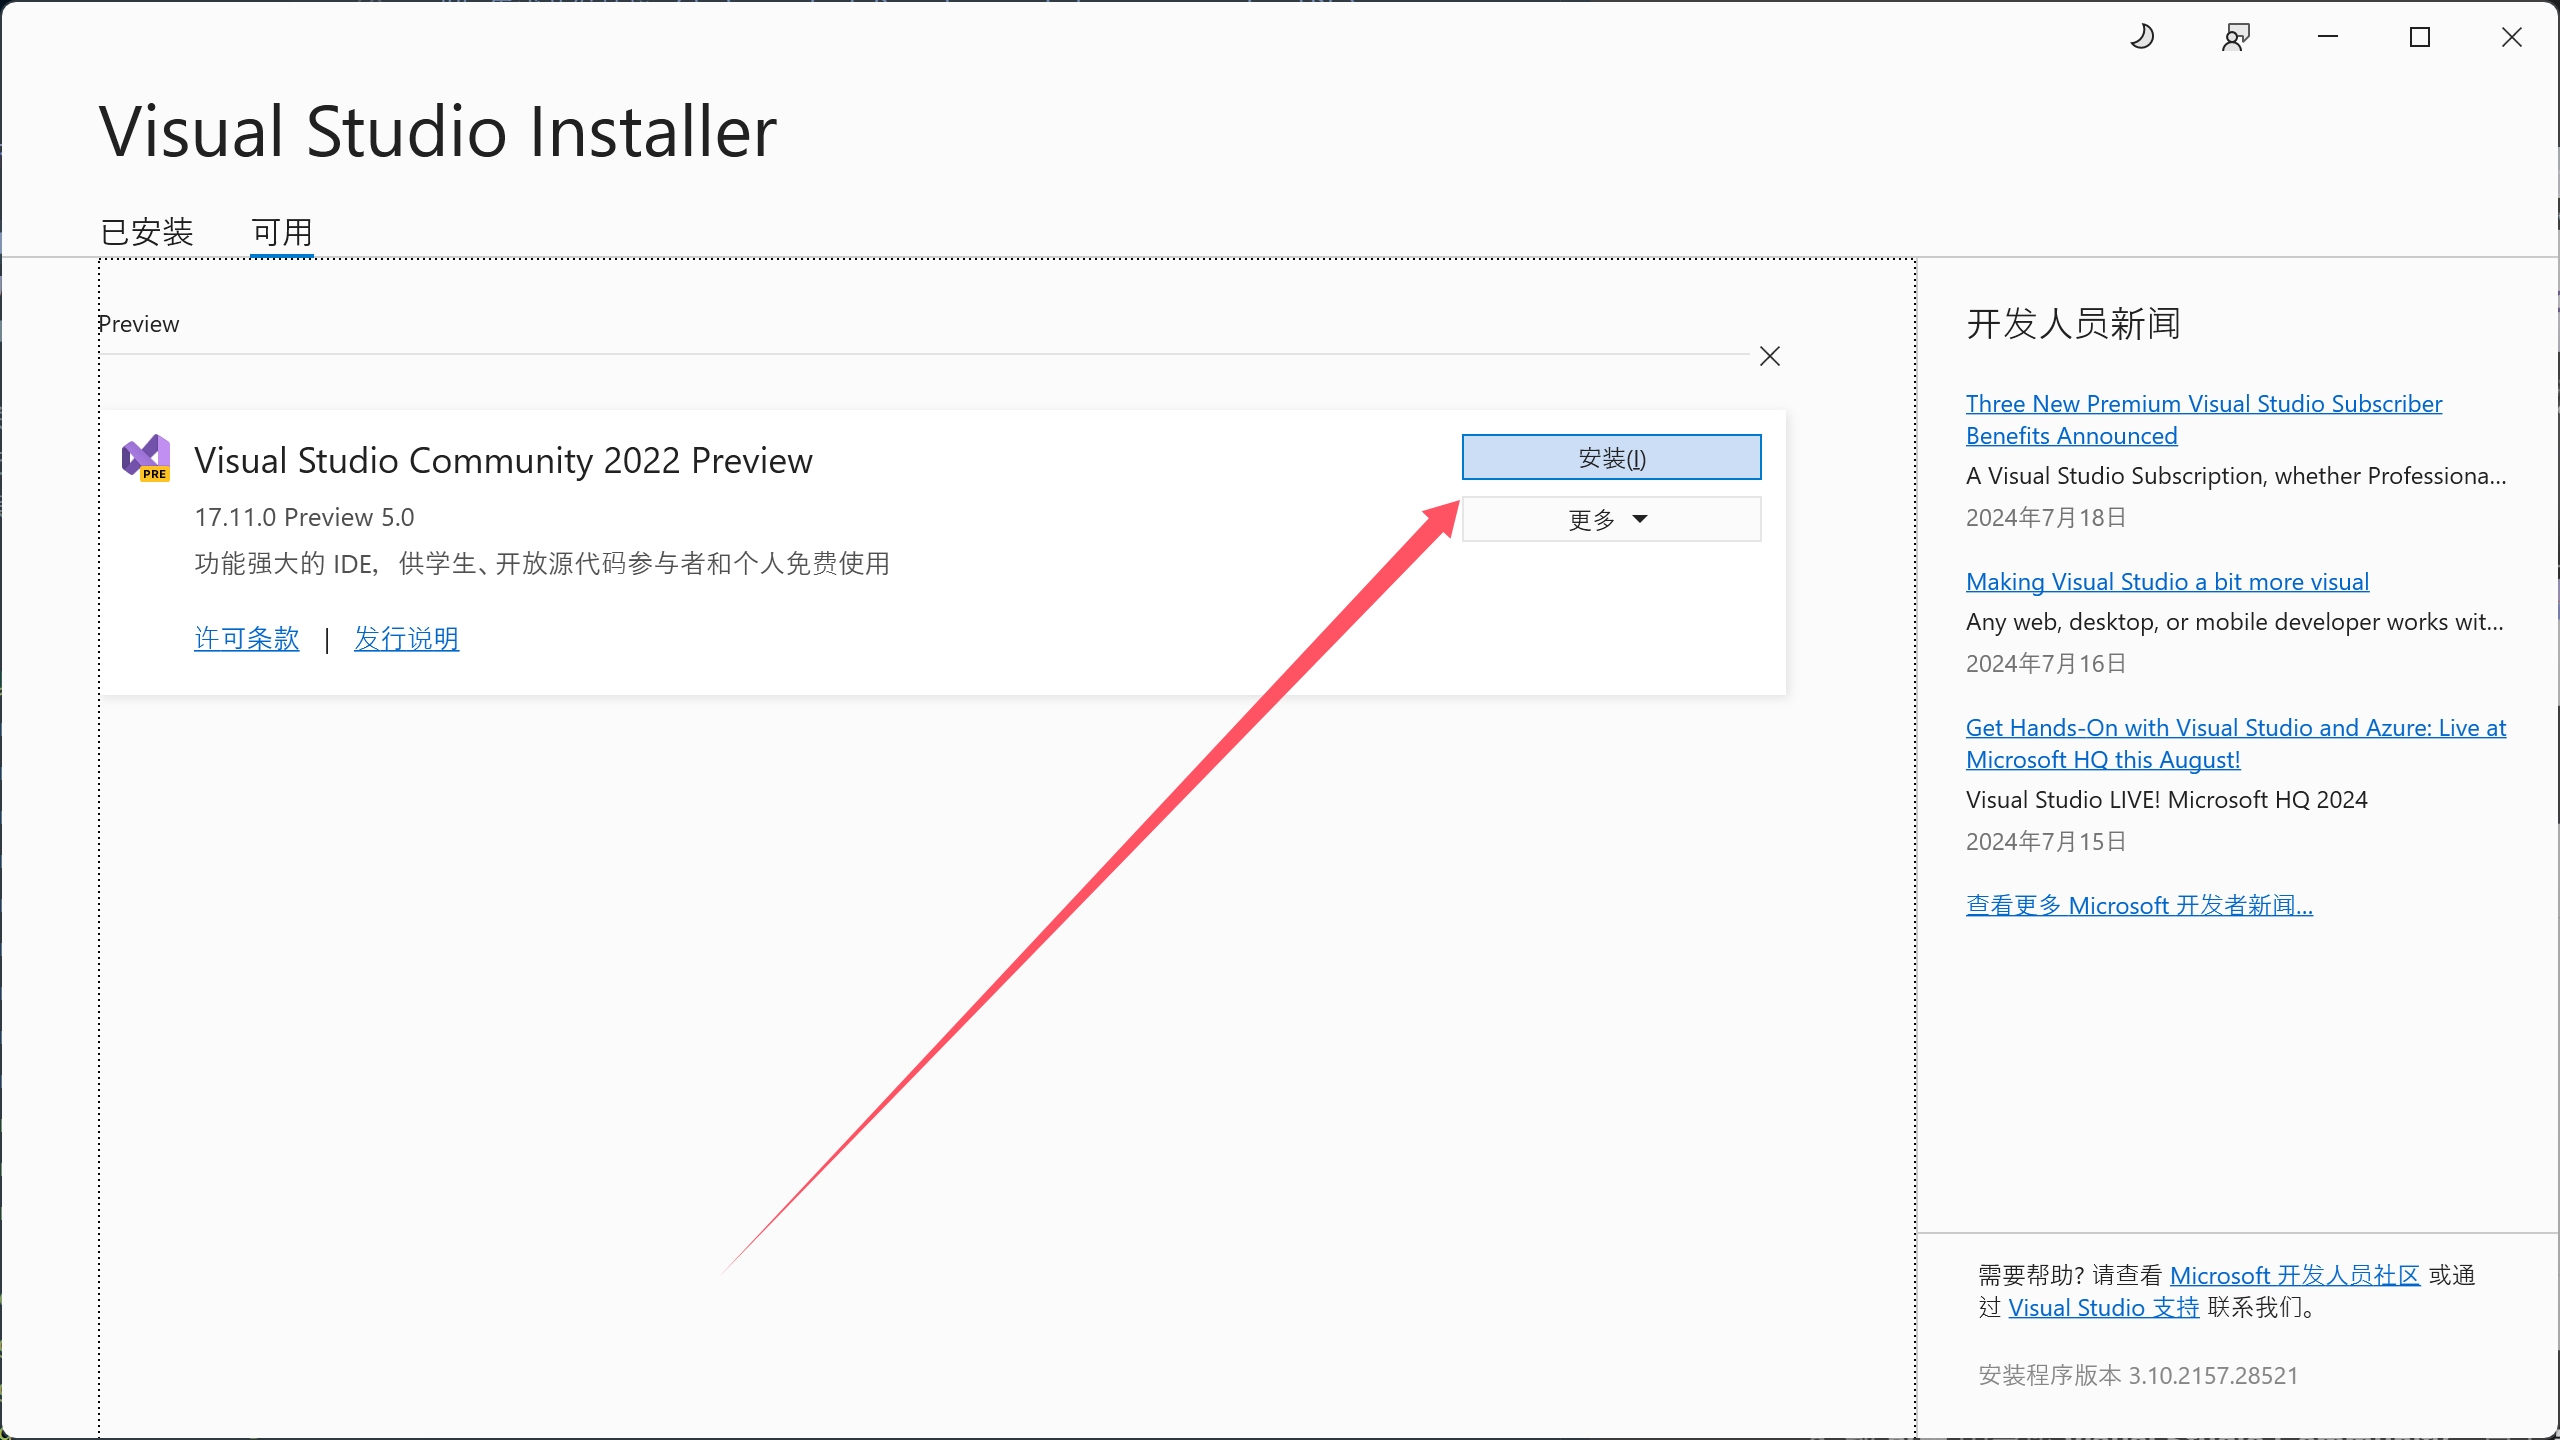 Visual Studio Installer
已安装
可用
Preview
Visual Studio Community 2022 Preview
PRE
17.11.0 Preview 5.0
功能强大的 IDE，供学生、开放源代码参与者和个人免费使用
许可条款 | 发行说明
安装(I)
更多
开发人员新闻
Three New Premium Visual Studio Subscriber
Benefits Announced
A Visual Studio Subscription, whether Professiona...
2024年7月18日
Making Visual Studio a bit more visual
Any web, desktop, or mobile developer works wit...
2024年7月16日
Get Hands-On with Visual Studio and Azure: Live at
Microsoft HQ this August!
Visual Studio LIVE! Microsoft HQ 2024
2024年7月15日
查看更多 Microsoft 开发者新闻...
需要帮助? 请查看 Microsoft 开发人员社区 或通
过 Visual Studio 支持 联系我们。
安装程序版本 3.10.2157.28521